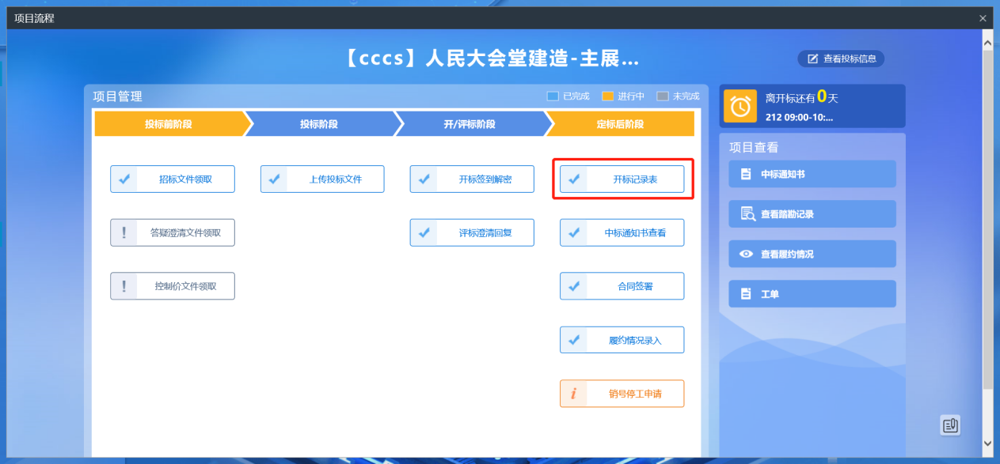 项目流程
【cccs】人民大会堂建造-主展...
查看投标信息
项目管理
已完成 进行中 未完成
投标前阶段 投标阶段 开/评标阶段 定标后阶段
招标文件领取 上传投标文件 开标签到解密 开标记录表
答疑澄清文件领取 评标澄清回复 中标通知书查看
控制价文件领取 合同签署
履约情况录入
销号停工申请
离开标还有0天
212 09:00-10:...
项目查看
中标通知书
查看踏勘记录
查看履约情况
工单